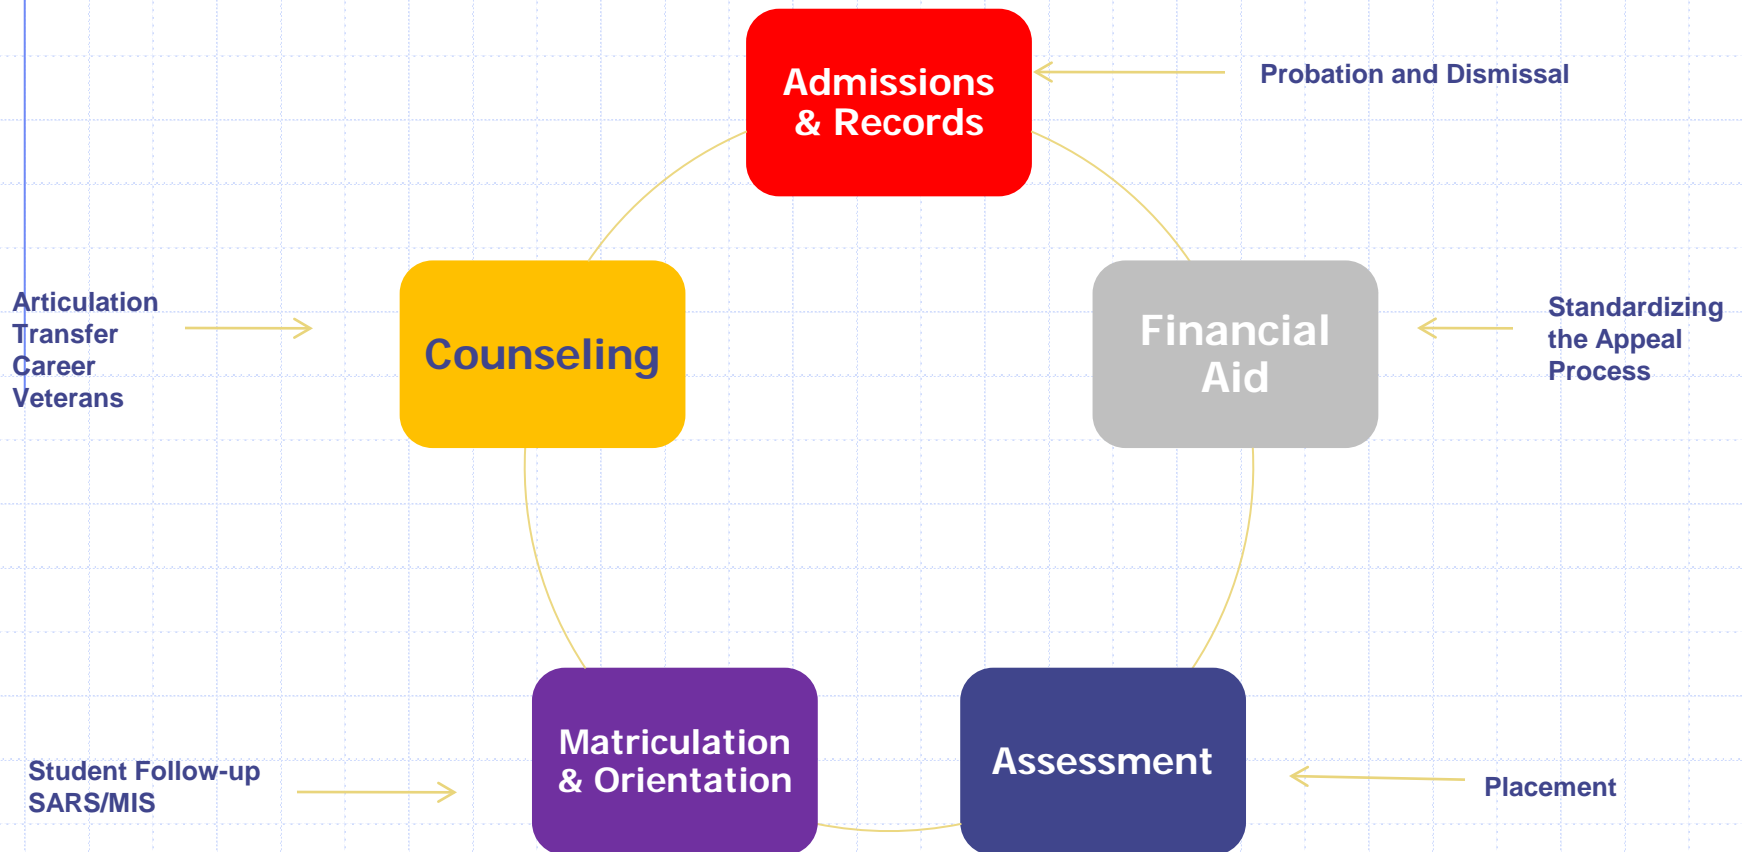 Admissions
& Records
Probation and Dismissal
Articulation
Transfer
Career
Veterans
Counseling
Financial
Aid
Standardizing
the Appeal
Process
Student Follow-up
SARS/MIS
Matriculation
& Orientation
Assessment
Placement